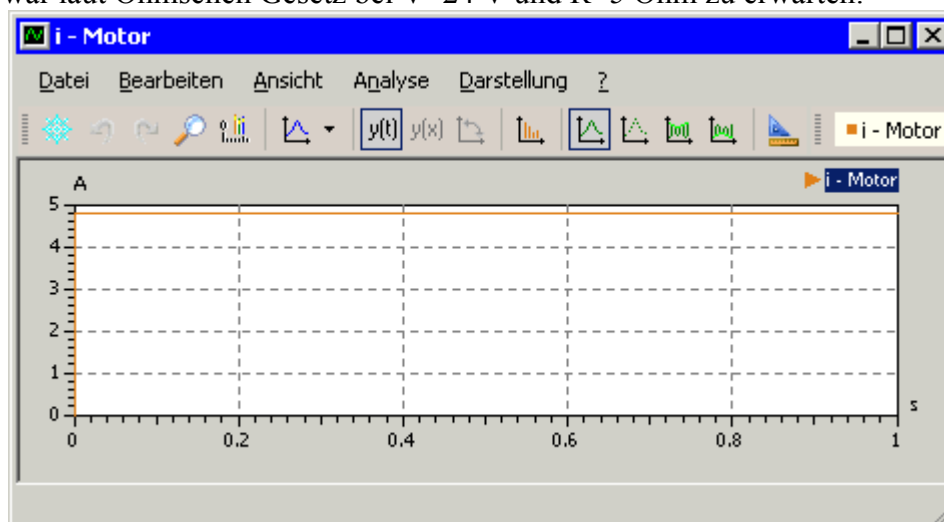 war laut Ohmschen Gesetz bei V=24 V und R=5 Ohm zu erwarten.
i - Motor
Datei Bearbeiten Ansicht Analyse Darstellung ?
y(t) y(x) i - Motor
A i - Motor
5
4
3
2
1
0
s
0 0.2 0.4 0.6 0.8 1